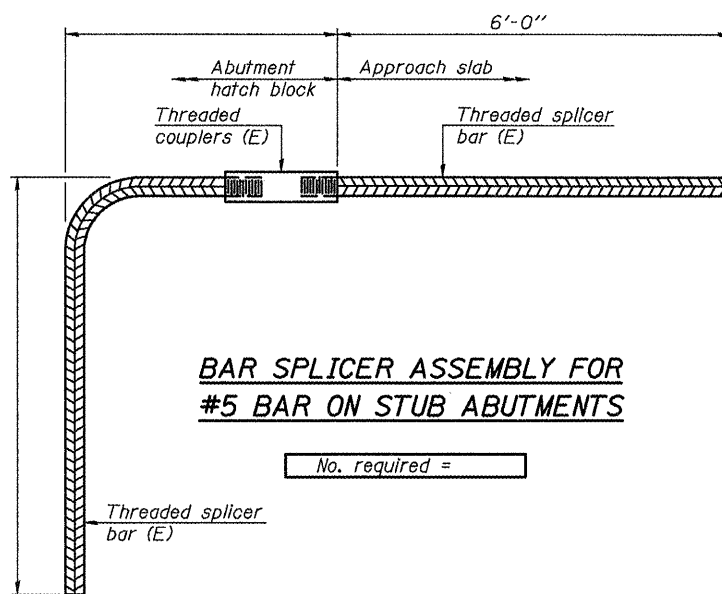 6'-0"
Abutment
hatch block
Approach slab
Threaded
couplers (E)
Threaded splicer
bar (E)
BAR SPLICER ASSEMBLY FOR
#5 BAR ON STUB ABUTMENTS
No. required =
Threaded splicer
bar (E)